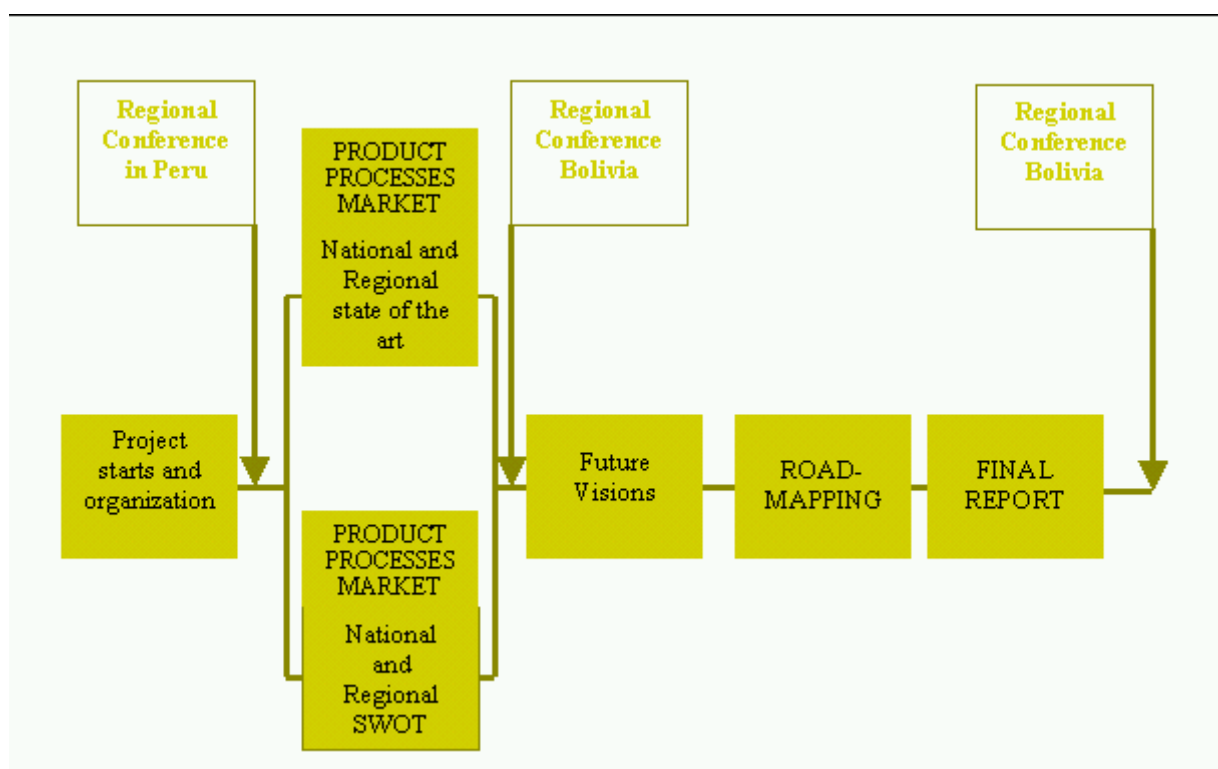 Regional
Conference
in Peru
PRODUCT
PROCESSES
MARKET
National and
Regional
state of the
art
Regional
Conference
Bolivia
Regional
Conference
Bolivia
Project
starts and
organization
PRODUCT
PROCESSES
MARKET
National
and
Regional
SWOT
Future
Visions
ROAD-
MAPPING
FINAL
REPORT